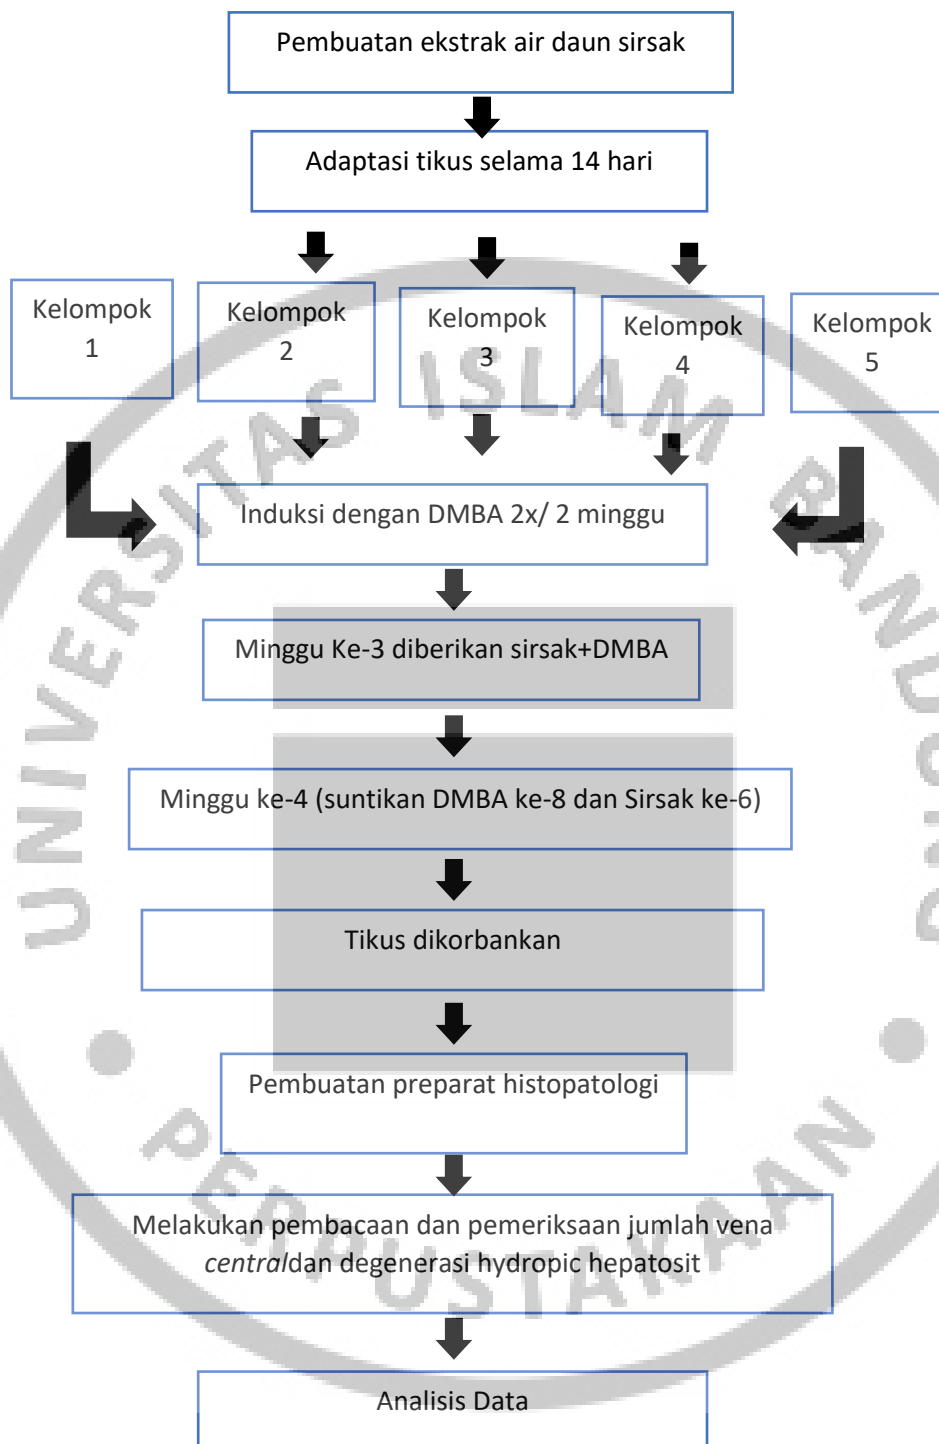 Pembuatan ekstrak air daun sirsak
Adaptasi tikus selama 14 hari
Kelompok
1
Kelompok
2
Kelompok
3
Kelompok
4
Kelompok
5
Induksi dengan DMBA 2x/ 2 minggu
Minggu Ke-3 diberikan sirsak+DMBA
Minggu ke-4 (suntikan DMBA ke-8 dan Sirsak ke-6)
Tikus dikorbankan
Pembuatan preparat histopatologi
Melakukan pembacaan dan pemeriksaan jumlah vena
centraldan degenerasi hydropic hepatosit
Analisis Data
UNIVERSITAS ISLAM BANDUNG
PERPUSTAKAAN